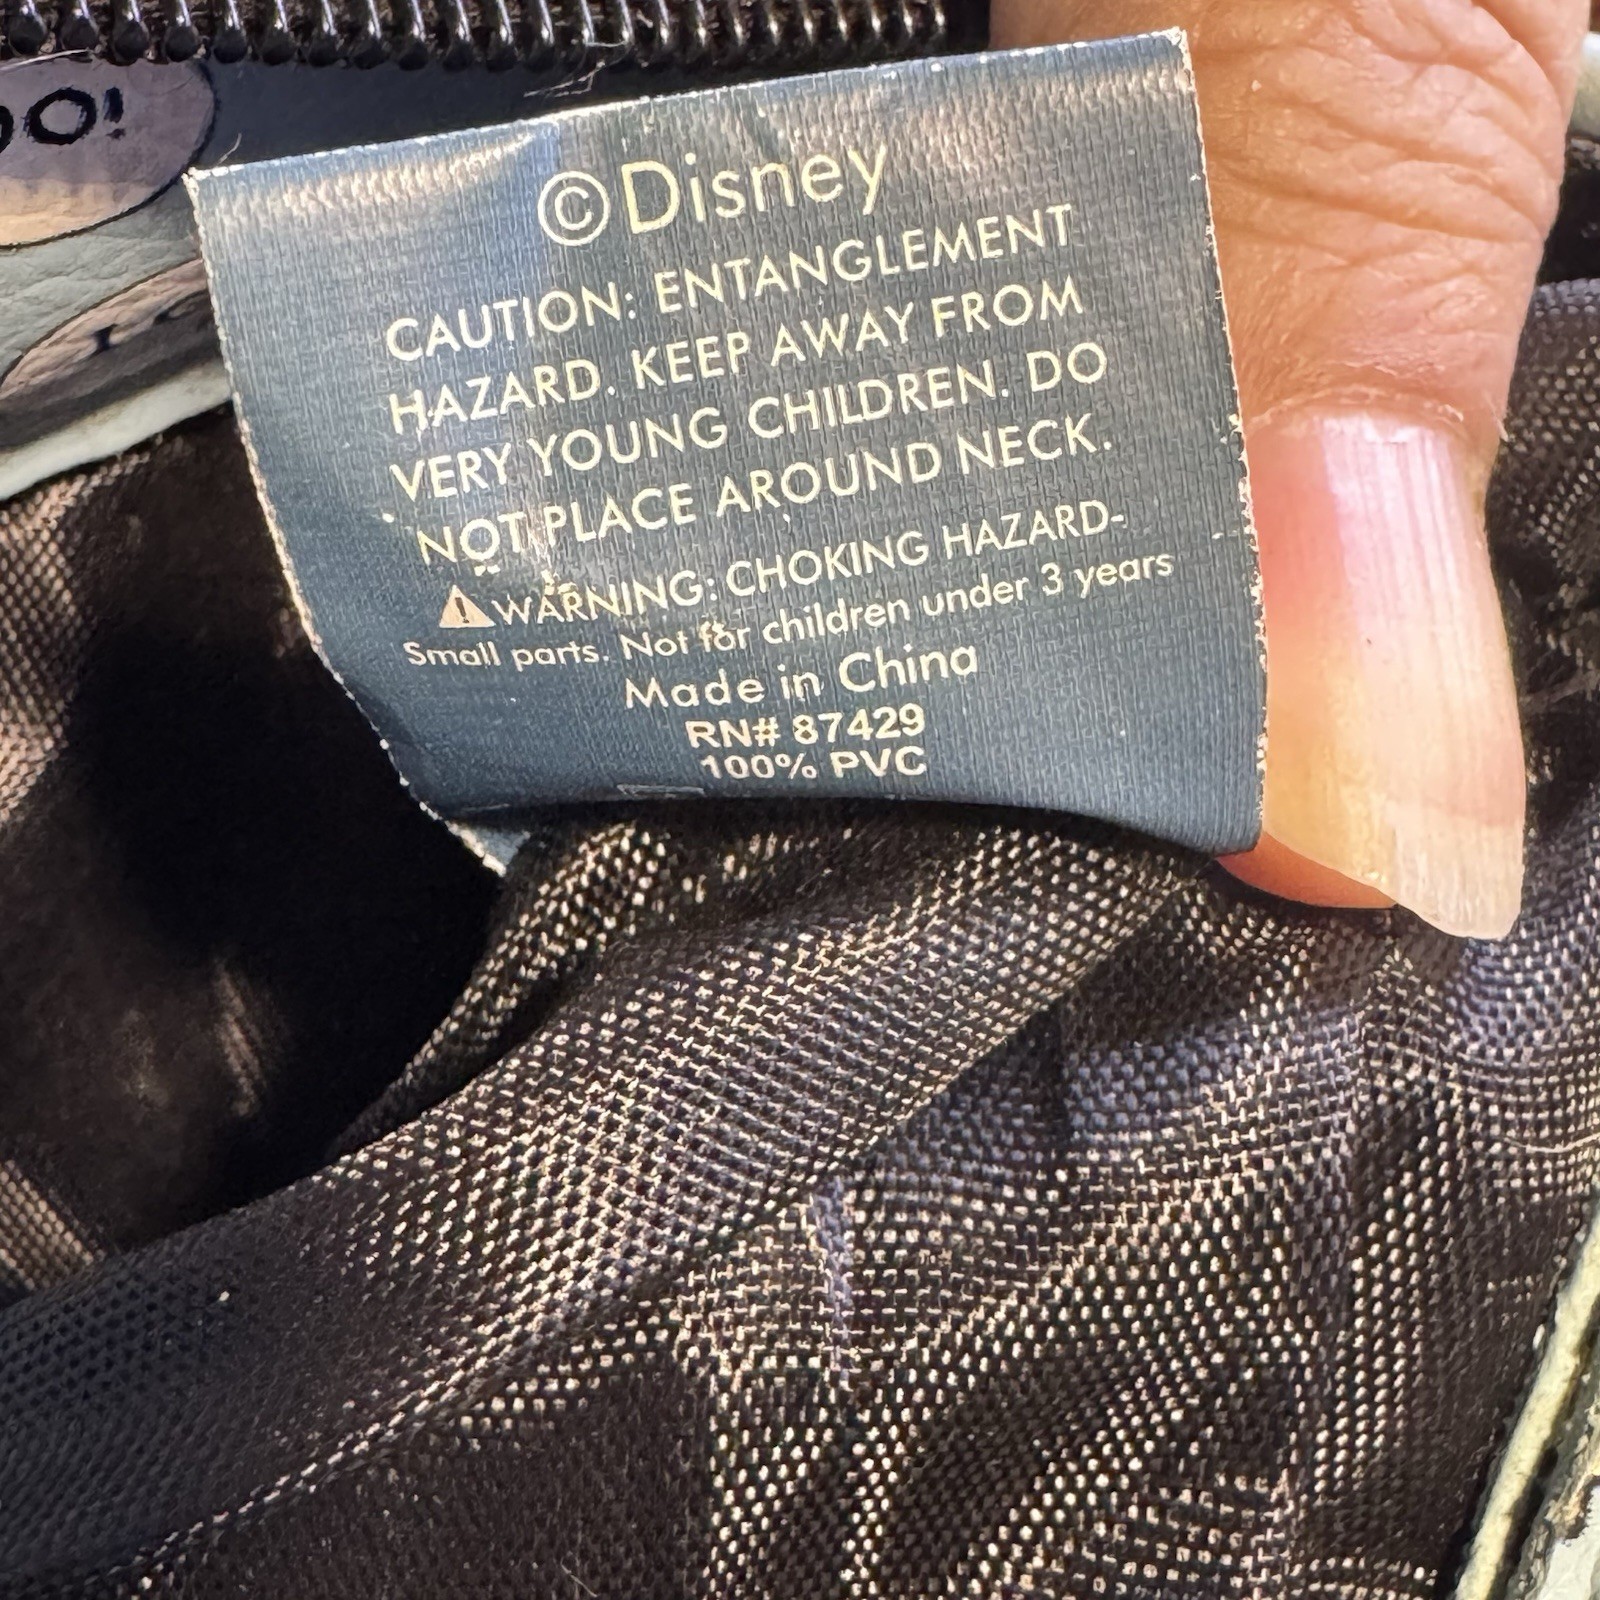 ©Disney
CAUTION: ENTANGLEMENT
HAZARD. KEEP AWAY FROM
VERY YOUNG CHILDREN. DO
NOT PLACE AROUND NECK.
⚠WARNING: CHOKING HAZARD-
Small parts. Not for children under 3 years
Made in China
RN# 87429
100% PVC